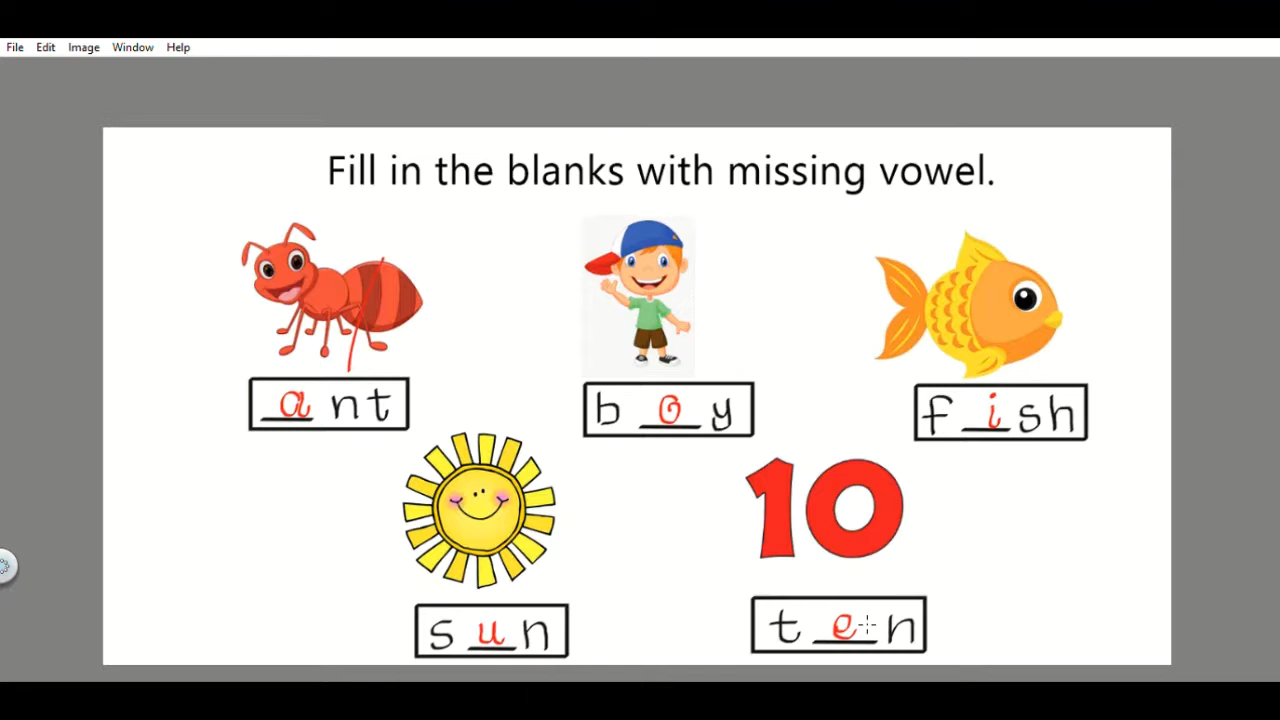 File Edit Image Window Help
Fill in the blanks with missing vowel.
ant boy fish
10
sun ten